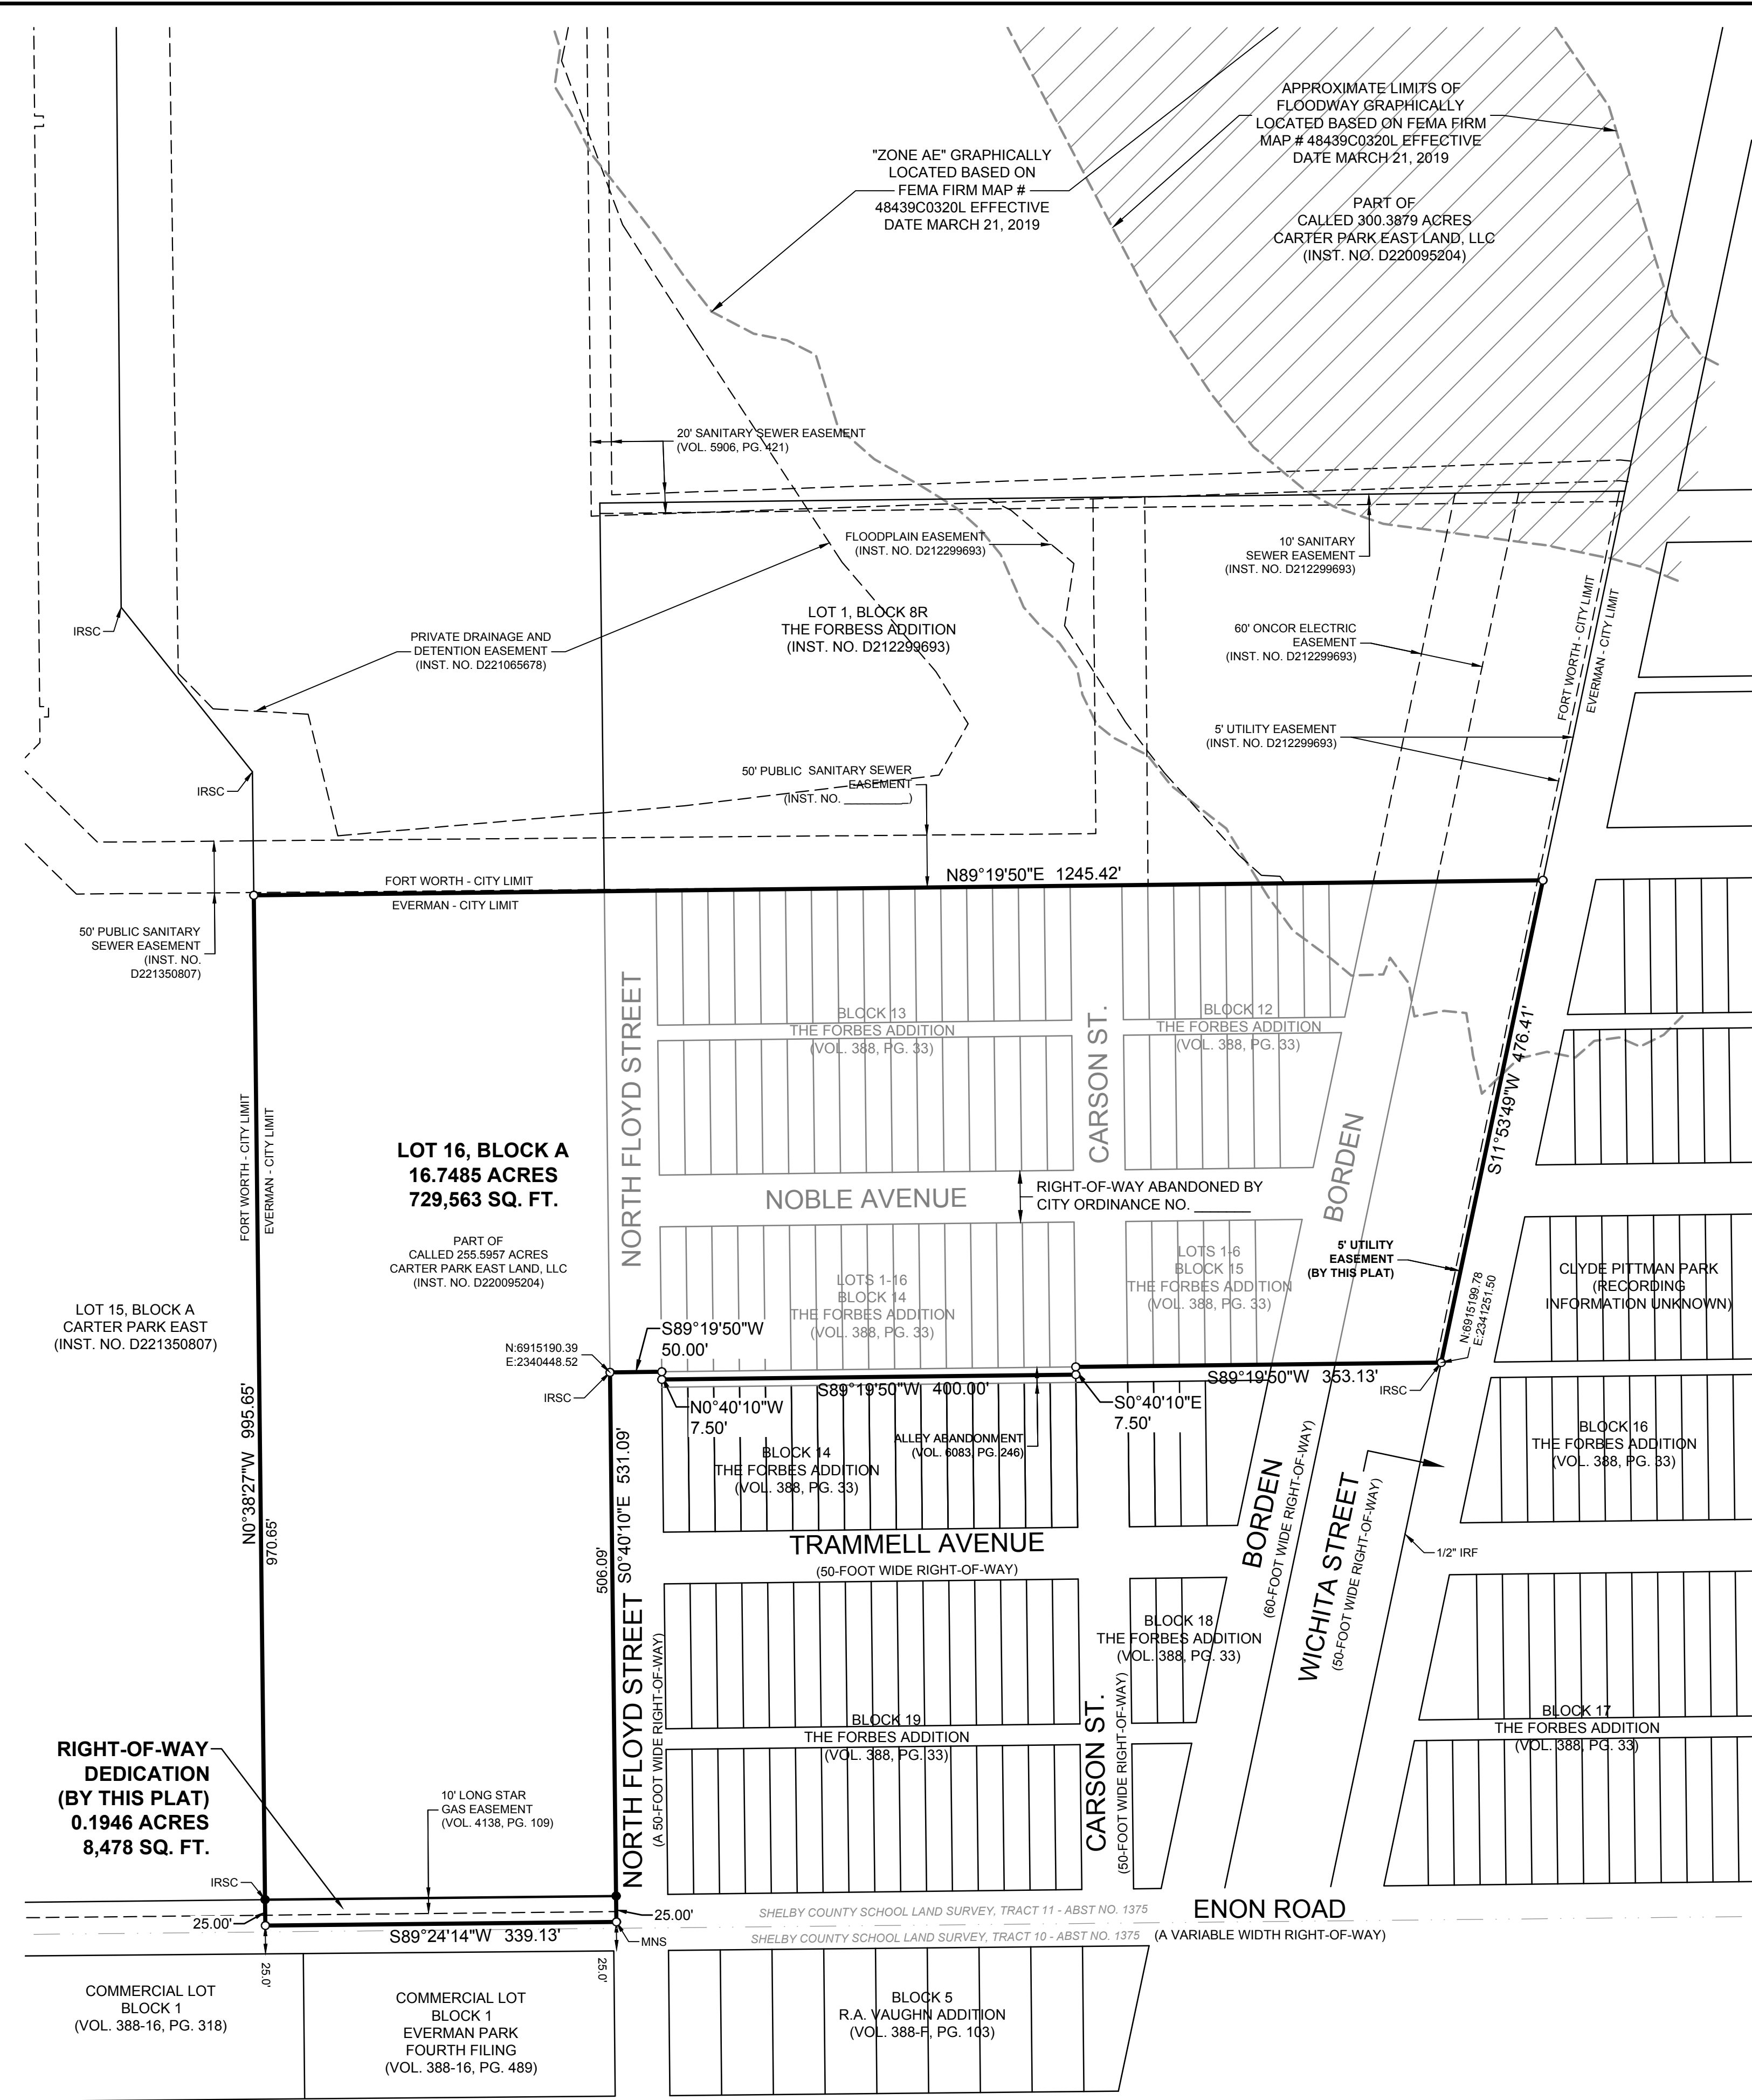 APPROXIMATE LIMITS OF
FLOODWAY GRAPHICALLY
LOCATED BASED ON FEMA FIRM
MAP # 48439C0320L EFFECTIVE
DATE MARCH 21, 2019
"ZONE AE" GRAPHICALLY
LOCATED BASED ON
FEMA FIRM MAP #
48439C0320L EFFECTIVE
DATE MARCH 21, 2019
PART OF
CALLED 300.3879 ACRES
CARTER PARK EAST LAND, LLC
(INST. NO. D220095204)
20' SANITARY SEWER EASEMENT
(VOL. 5906, PG. 421)
FLOODPLAIN EASEMENT
(INST. NO. D212299693)
10' SANITARY
SEWER EASEMENT
(INST. NO. D212299693)
LOT 1, BLOCK 8R
THE FORBESS ADDITION
(INST. NO. D212299693)
IRSC
PRIVATE DRAINAGE AND
DETENTION EASEMENT
(INST. NO. D221065678)
60' ONCOR ELECTRIC
EASEMENT
(INST. NO. D212299693)
FORT WORTH - CITY LIMIT
EVERMAN - CITY LIMIT
5' UTILITY EASEMENT
(INST. NO. D212299693)
IRSC
50' PUBLIC SANITARY SEWER
EASEMENT
(INST. NO. __________)
FORT WORTH - CITY LIMIT
EVERMAN - CITY LIMIT
N89°19'50"E 1245.42'
50' PUBLIC SANITARY
SEWER EASEMENT
(INST. NO.
D221350807)
NORTH FLOYD STREET
BLOCK 13
THE FORBES ADDITION
(VOL. 388, PG. 33)
CARSON ST.
BLOCK 12
THE FORBES ADDITION
(VOL. 388, PG. 33)
S11°53'49"W 476.41'
FORT WORTH - CITY LIMIT
EVERMAN - CITY LIMIT
LOT 16, BLOCK A
16.7485 ACRES
729,563 SQ. FT.
NOBLE AVENUE
RIGHT-OF-WAY ABANDONED BY
CITY ORDINANCE NO. _______
BORDEN
PART OF
CALLED 255.5957 ACRES
CARTER PARK EAST LAND, LLC
(INST. NO. D220095204)
LOTS 1-16
BLOCK 14
THE FORBES ADDITION
(VOL. 388, PG. 33)
LOTS 1-6
BLOCK 15
THE FORBES ADDITION
(VOL. 388, PG. 33)
5' UTILITY
EASEMENT
(BY THIS PLAT)
N:6915199.78
E:2341251.50
CLYDE PITTMAN PARK
(RECORDING
INFORMATION UNKNOWN)
LOT 15, BLOCK A
CARTER PARK EAST
(INST. NO. D221350807)
N:6915190.39
E:2340448.52
S89°19'50"W
50.00'
IRSC
S89°19'50"W 400.00'
S89°19'50"W 353.13'
IRSC
N0°40'10"W
7.50'
S0°40'10"E
7.50'
N0°38'27"W 995.65'
970.65'
S0°40'10"E 531.09'
506.09'
BLOCK 14
THE FORBES ADDITION
(VOL. 388, PG. 33)
ALLEY ABANDONMENT
(VOL. 6083, PG. 246)
BLOCK 16
THE FORBES ADDITION
(VOL. 388, PG. 33)
BORDEN
(60-FOOT WIDE RIGHT-OF-WAY)
WICHITA STREET
(50-FOOT WIDE RIGHT-OF-WAY)
1/2" IRF
TRAMMELL AVENUE
(50-FOOT WIDE RIGHT-OF-WAY)
NORTH FLOYD STREET
(A 50-FOOT WIDE RIGHT-OF-WAY)
BLOCK 18
THE FORBES ADDITION
(VOL. 388, PG. 33)
BLOCK 19
THE FORBES ADDITION
(VOL. 388, PG. 33)
CARSON ST.
(50-FOOT WIDE RIGHT-OF-WAY)
BLOCK 17
THE FORBES ADDITION
(VOL. 388, PG. 33)
RIGHT-OF-WAY
DEDICATION
(BY THIS PLAT)
0.1946 ACRES
8,478 SQ. FT.
10' LONG STAR
GAS EASEMENT
(VOL. 4138, PG. 109)
IRSC
25.00'
S89°24'14"W 339.13'
25.00'
MNS
SHELBY COUNTY SCHOOL LAND SURVEY, TRACT 11 - ABST NO. 1375
SHELBY COUNTY SCHOOL LAND SURVEY, TRACT 10 - ABST NO. 1375
ENON ROAD
(A VARIABLE WIDTH RIGHT-OF-WAY)
25.0'
25.0'
COMMERCIAL LOT
BLOCK 1
(VOL. 388-16, PG. 318)
COMMERCIAL LOT
BLOCK 1
EVERMAN PARK
FOURTH FILING
(VOL. 388-16, PG. 489)
BLOCK 5
R.A. VAUGHN ADDITION
(VOL. 388-F, PG. 103)